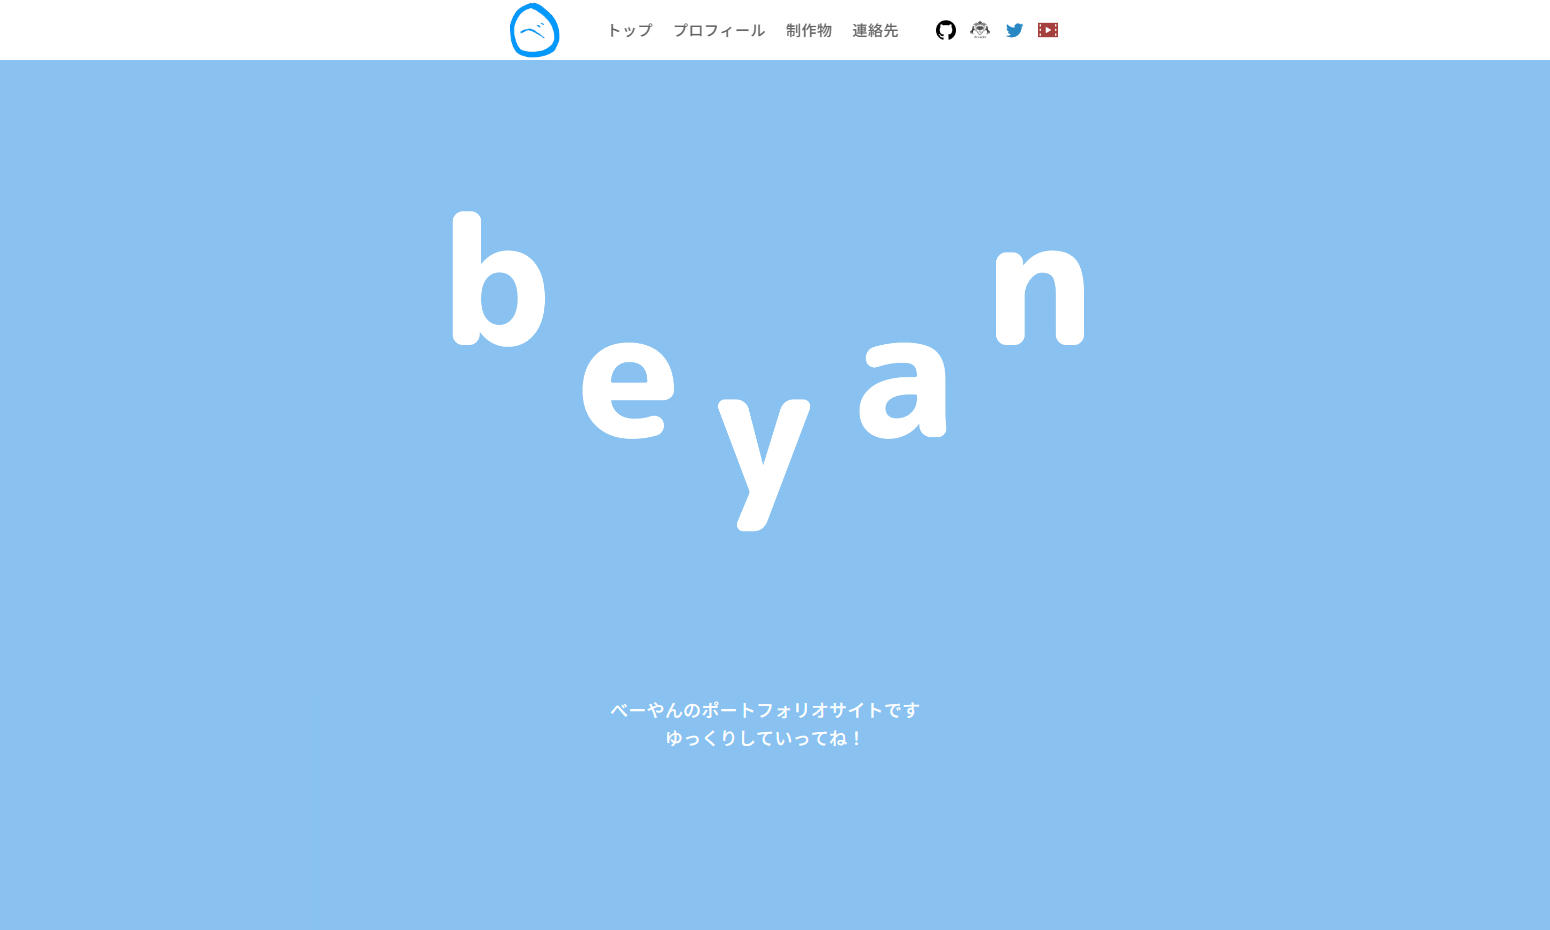 べ
トップ プロフィール 制作物 連絡先
beyan
べーやんのポートフォリオサイトです
ゆっくりしていってね！